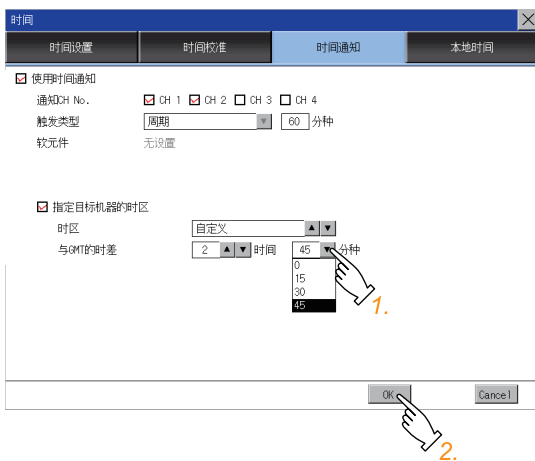 时间
时间设置 时间校准 时间通知 本地时间
使用时间通知
通知CH No. CH 1 CH 2 CH 3 CH 4
触发类型 周期 60 分钟
软元件 无设置
指定目标机器的时区
时区 自定义
与GMT的时差 2 时间 45 分钟
0
15
30
45
1.
OK Cancel
2.